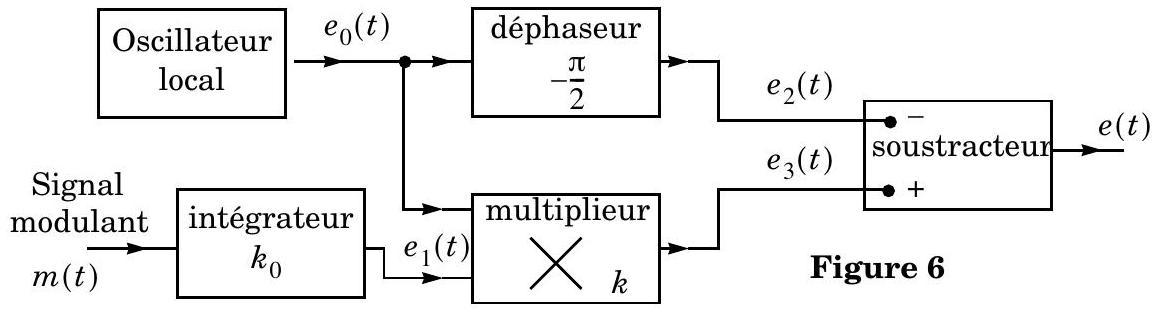 Oscillateur
local
e₀(t)
déphaseur
−π/2
e₂(t)
−
soustracteur
+
e(t)
e₃(t)
Signal
modulant
m(t)
intégrateur
k₀
e₁(t)
multiplieur
k
Figure 6